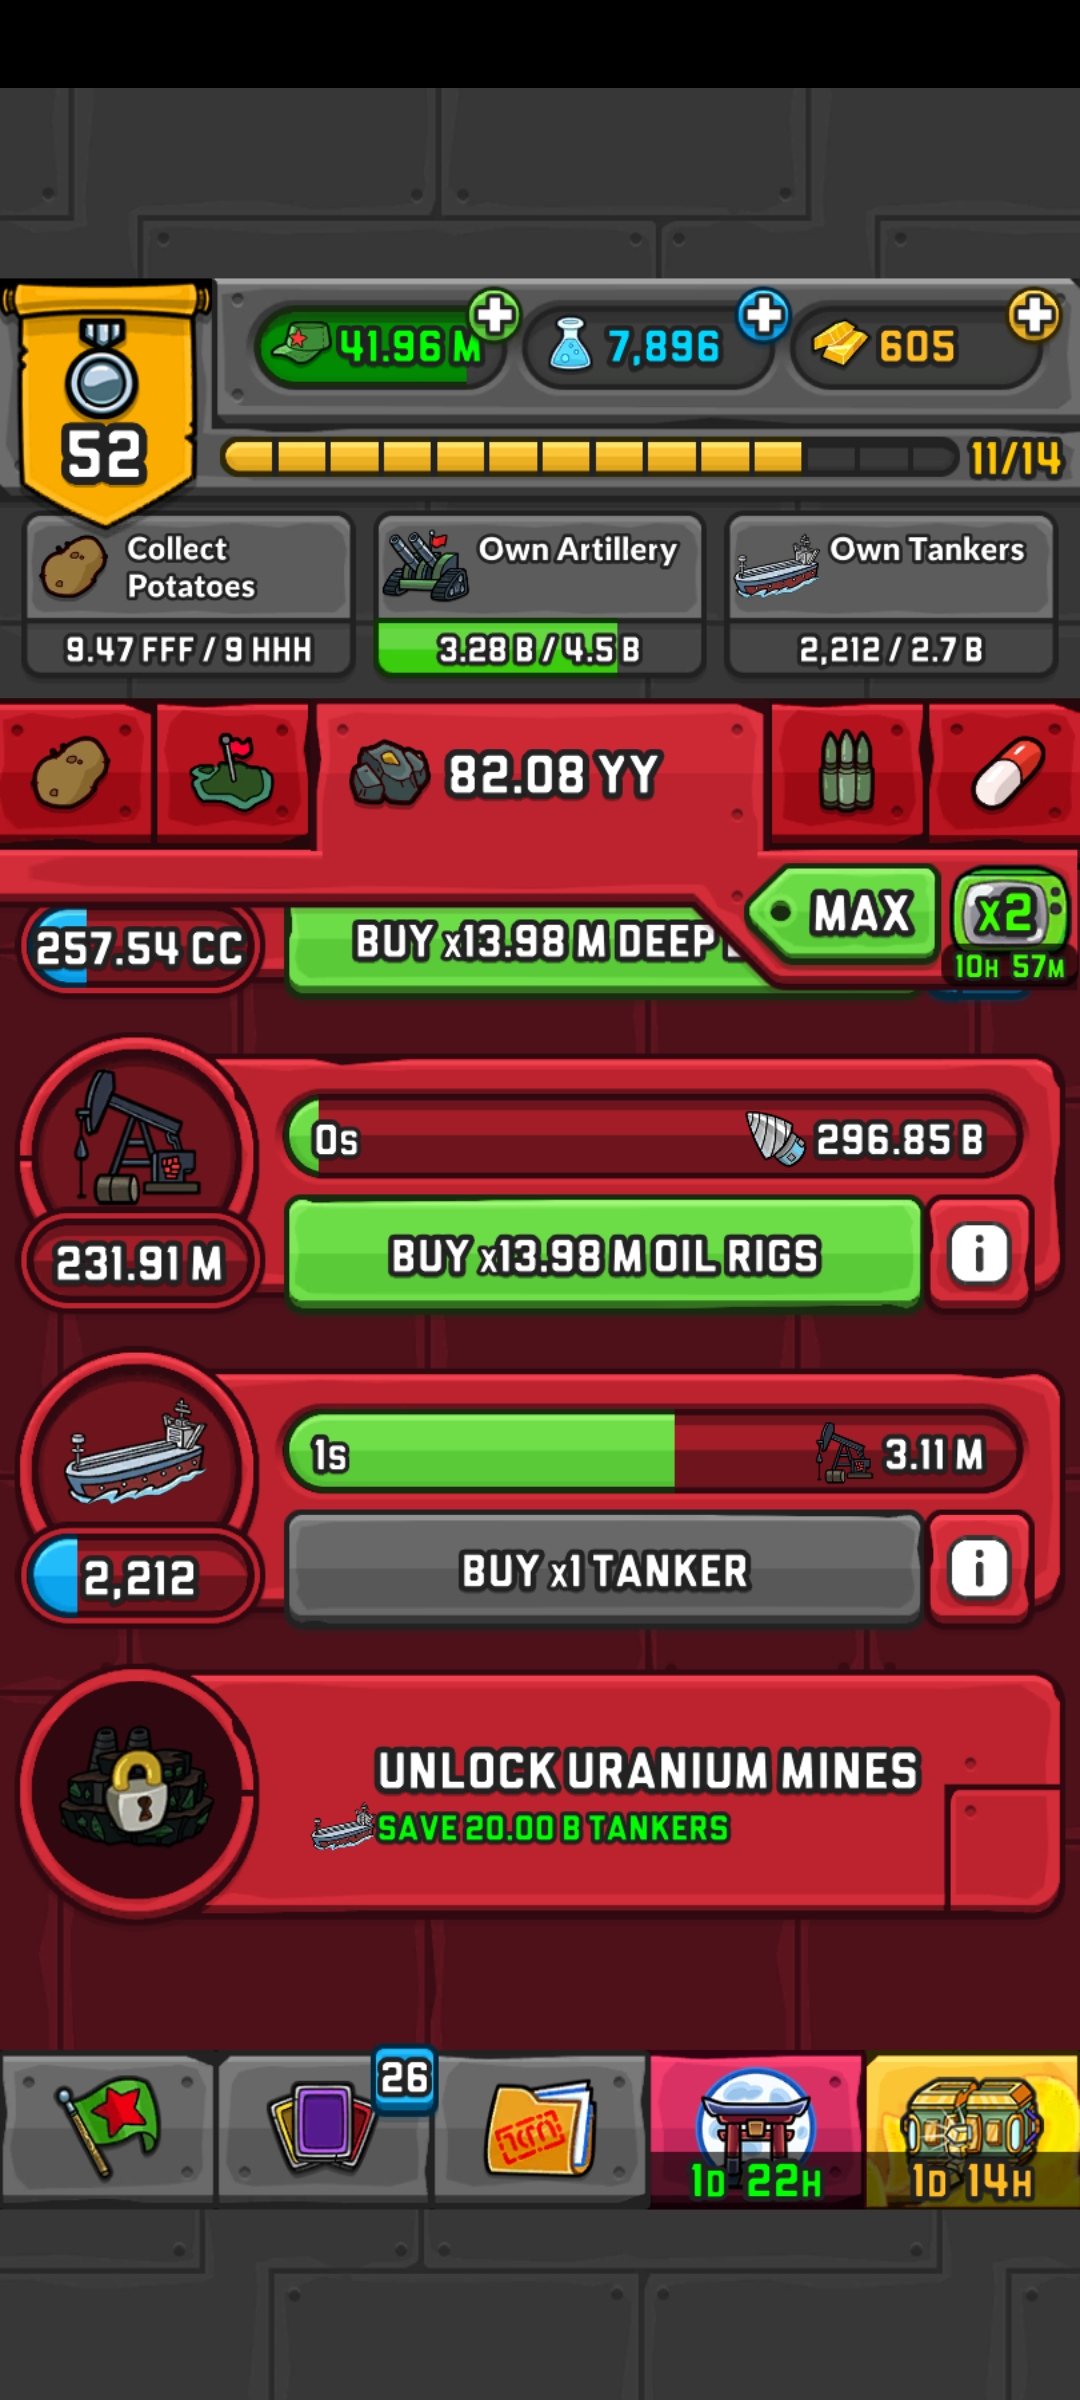 41.96 M
7,896
605
52
11/14
Collect
Potatoes
9.47 FFF / 9 HHH
Own Artillery
3.28 B / 4.5 B
Own Tankers
2,212 / 2.7 B
82.08 YY
MAX
x2
10H 57M
257.54 CC
BUY x13.98 M DEEP
0s
296.85 B
231.91 M
BUY x13.98 M OIL RIGS
i
1s
3.11 M
2,212
BUY x1 TANKER
i
UNLOCK URANIUM MINES
SAVE 20.00 B TANKERS
26
1D 22H
1D 14H